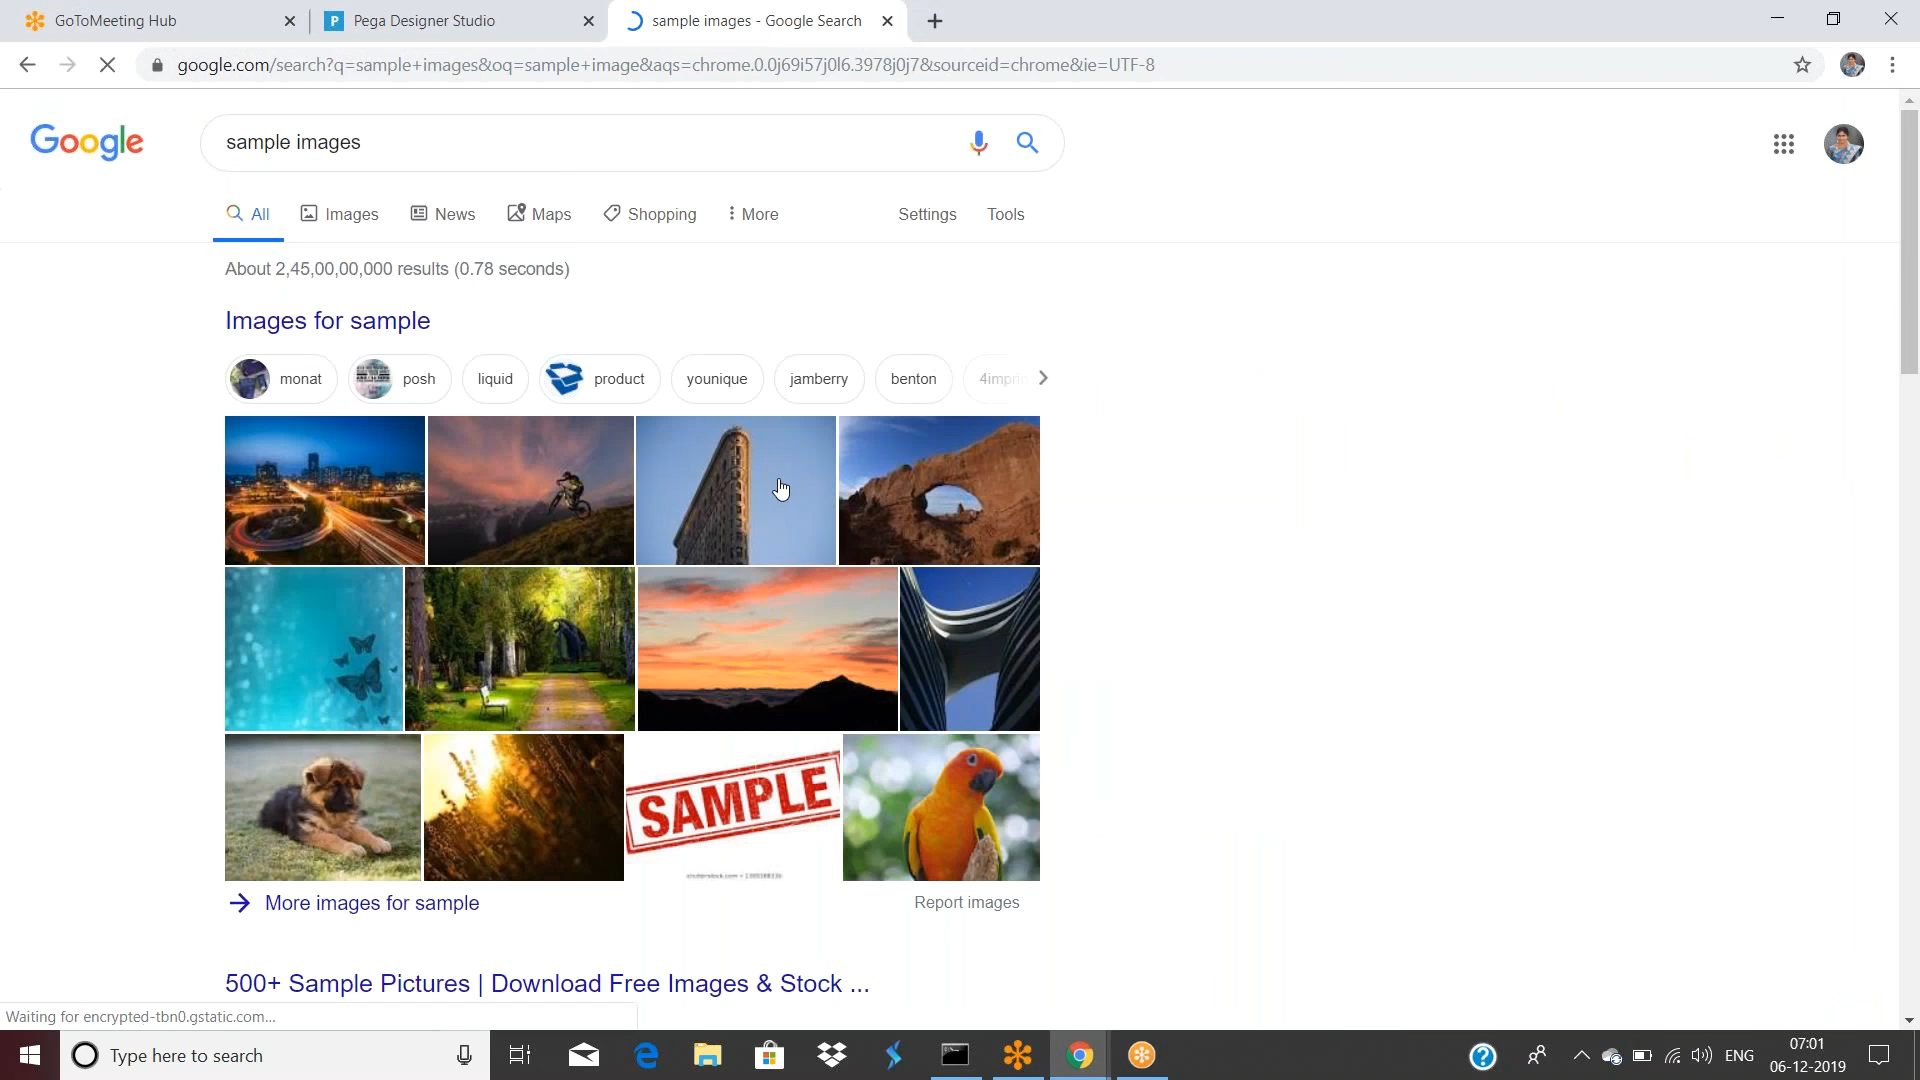 GoToMeeting Hub
Pega Designer Studio
sample images - Google Search
google.com/search?q=sample+images&oq=sample+image&aqs=chrome.0.0j69i57j0l6.3978j0j7&sourceid=chrome&ie=UTF-8
Google
sample images
All
Images
News
Maps
Shopping
More
Settings
Tools
About 2,45,00,00,000 results (0.78 seconds)
Images for sample
monat
posh
liquid
product
younique
jamberry
benton
4imprin
SAMPLE
More images for sample
Report images
500+ Sample Pictures | Download Free Images & Stock ...
Waiting for encrypted-tbn0.gstatic.com...
Type here to search
ENG
07:01
06-12-2019